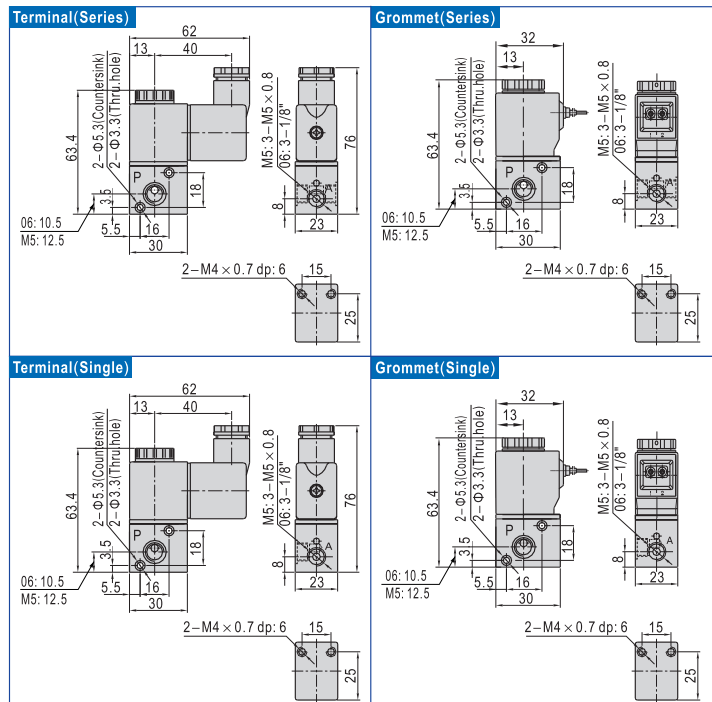 Terminal(Series)
62
13
40
2-Φ5.3(Countersink)
2-Φ3.3(Thru.hole)
63.4
P
18
3.5
06: 10.5
M5: 12.5
5.5
16
30
M5: 3-M5×0.8
06: 3-1/8"
76
A
8
23
2-M4×0.7 dp: 6
15
25
Grommet(Series)
32
13
2-Φ5.3(Countersink)
2-Φ3.3(Thru.hole)
63.4
P
18
3.5
06: 10.5
M5: 12.5
5.5
16
30
M5: 3-M5×0.8
06: 3-1/8"
1 2
A
8
23
2-M4×0.7 dp: 6
15
25
Terminal(Single)
62
13
40
2-Φ5.3(Countersink)
2-Φ3.3(Thru.hole)
63.4
P
18
3.5
06: 10.5
M5: 12.5
5.5
16
30
M5: 3-M5×0.8
06: 3-1/8"
76
A
8
23
2-M4×0.7 dp: 6
15
25
Grommet(Single)
32
13
2-Φ5.3(Countersink)
2-Φ3.3(Thru.hole)
63.4
P
18
3.5
06: 10.5
M5: 12.5
5.5
16
30
M5: 3-M5×0.8
06: 3-1/8"
1 2
A
8
23
2-M4×0.7 dp: 6
15
25